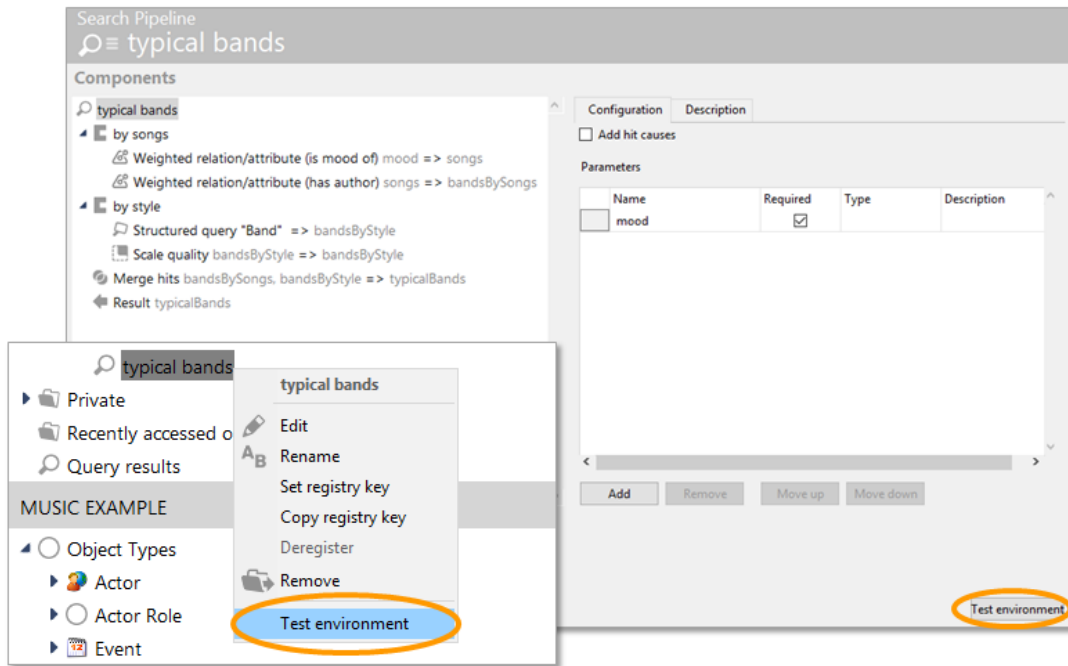 Search Pipeline
typical bands
Components
typical bands
by songs
Weighted relation/attribute (is mood of) mood => songs
Weighted relation/attribute (has author) songs => bandsBySongs
by style
Structured query "Band" => bandsByStyle
Scale quality bandsByStyle => bandsByStyle
Merge hits bandsBySongs, bandsByStyle => typicalBands
Result typicalBands
Configuration Description
Add hit causes
Parameters
Name Required Type Description
mood
Add Remove Move up Move down
Test environment
typical bands
Private
Recently accessed o
Query results
MUSIC EXAMPLE
Object Types
Actor
Actor Role
12
Event
typical bands
Edit
AB Rename
Set registry key
Copy registry key
Deregister
Remove
Test environment